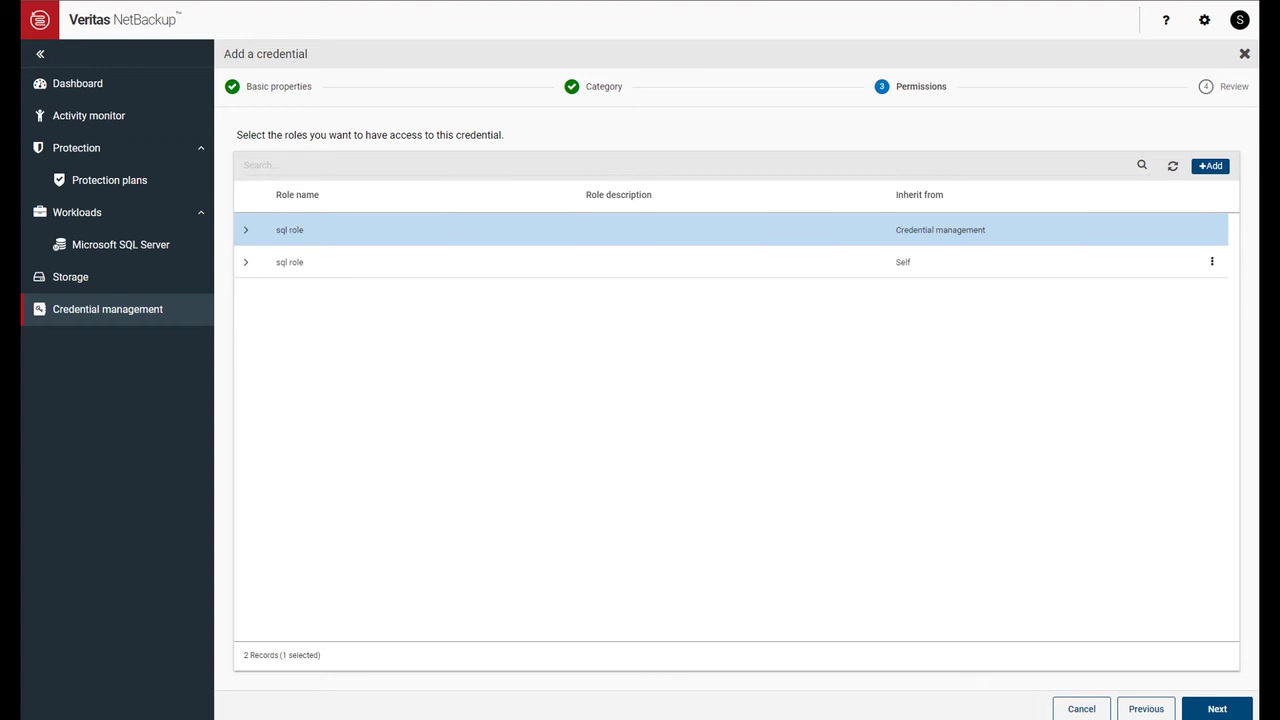 Veritas NetBackup™
?
S
Add a credential
Basic properties
Category
3 Permissions
4 Review
Dashboard
Activity monitor
Protection
Protection plans
Workloads
Microsoft SQL Server
Storage
Credential management
Select the roles you want to have access to this credential.
Search...
+Add
Role name Role description Inherit from
sql role Credential management
sql role Self
2 Records (1 selected)
Cancel Previous Next